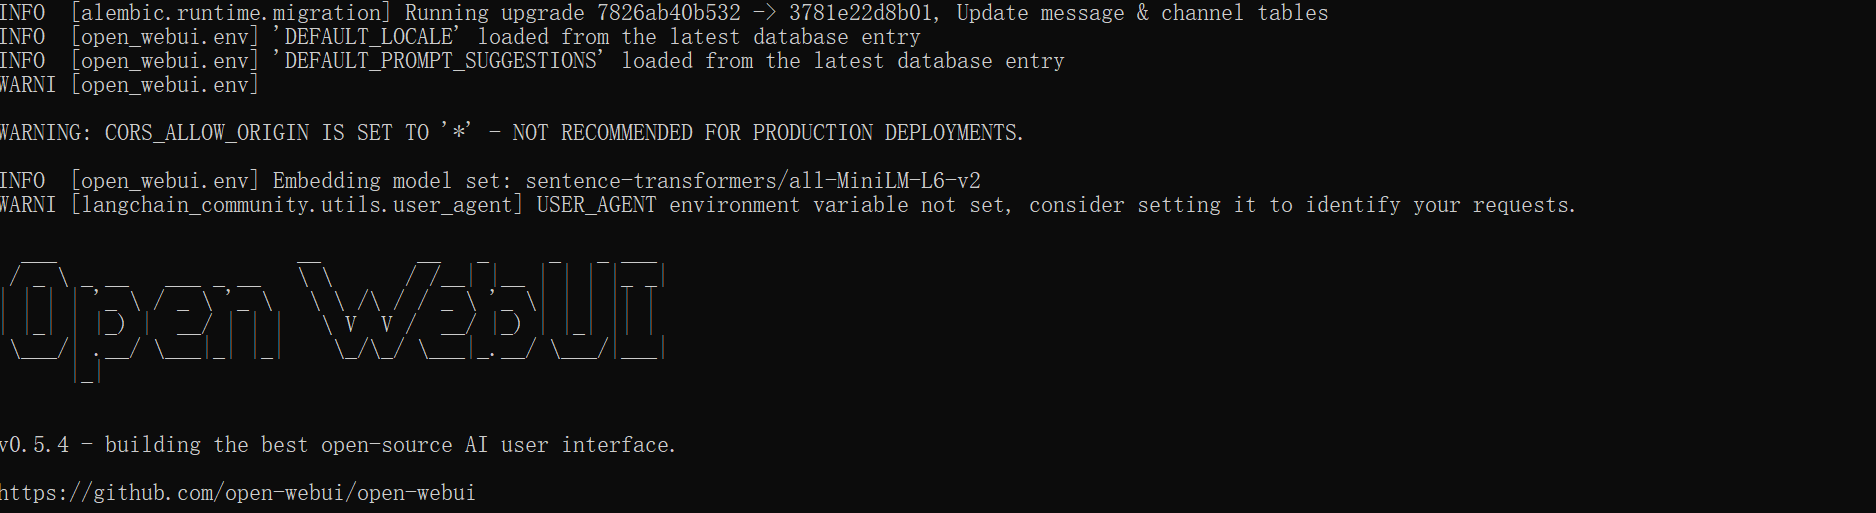 INFO  [alembic.runtime.migration] Running upgrade 7826ab40b532 -> 3781e22d8b01, Update message & channel tables
INFO  [open_webui.env] 'DEFAULT_LOCALE' loaded from the latest database entry
INFO  [open_webui.env] 'DEFAULT_PROMPT_SUGGESTIONS' loaded from the latest database entry
WARNI [open_webui.env]
WARNING: CORS_ALLOW_ORIGIN IS SET TO '*' - NOT RECOMMENDED FOR PRODUCTION DEPLOYMENTS.
INFO  [open_webui.env] Embedding model set: sentence-transformers/all-MiniLM-L6-v2
WARNI [langchain_community.utils.user_agent] USER_AGENT environment variable not set, consider setting it to identify your requests.
Open WebUI
v0.5.4 - building the best open-source AI user interface.
https://github.com/open-webui/open-webui